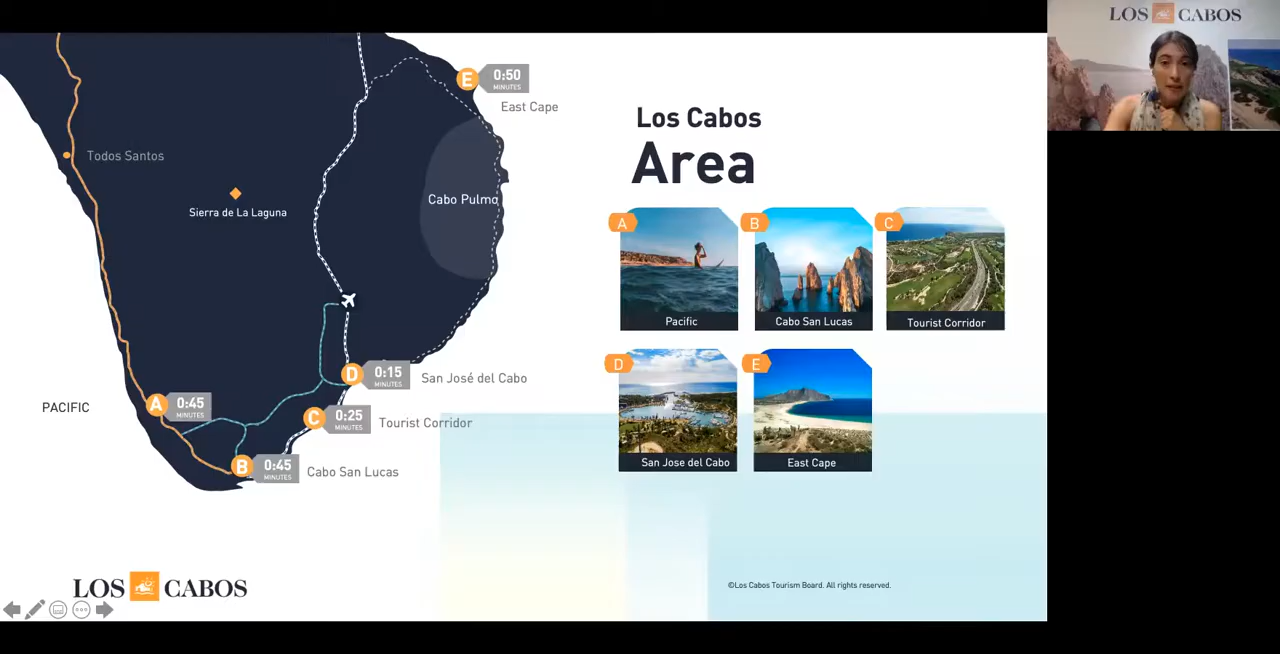 LOS CABOS
E
0:50
MINUTES
East Cape
Todos Santos
Sierra de La Laguna
Cabo Pulmo
D
0:15
MINUTES
San José del Cabo
PACIFIC
A
0:45
MINUTES
C
0:25
MINUTES
Tourist Corridor
B
0:45
MINUTES
Cabo San Lucas
Los Cabos
Area
A
Pacific
B
Cabo San Lucas
C
Tourist Corridor
D
San Jose del Cabo
E
East Cape
LOS CABOS
©Los Cabos Tourism Board. All rights reserved.